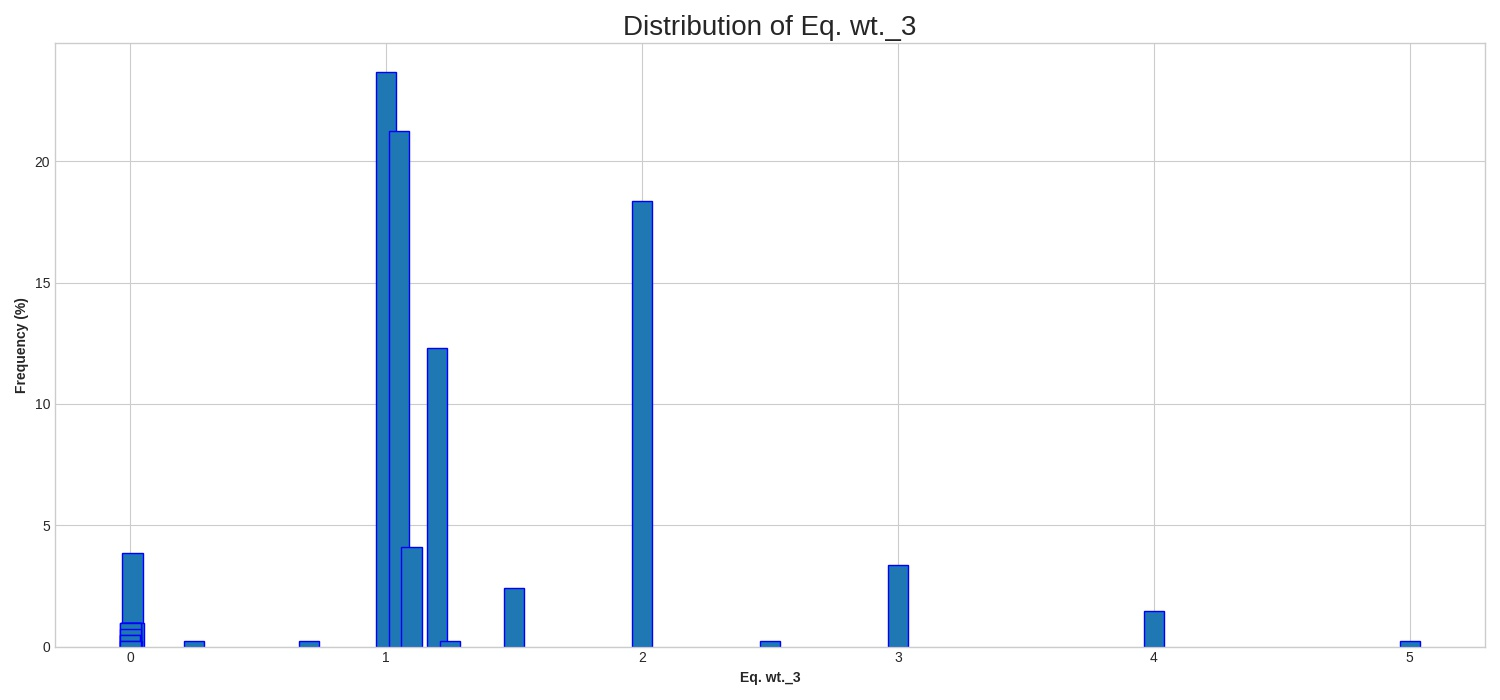 Distribution of Eq. wt._3
Frequency (%)
20
15
10
5
0
0 1 2 3 4 5
Eq. wt._3